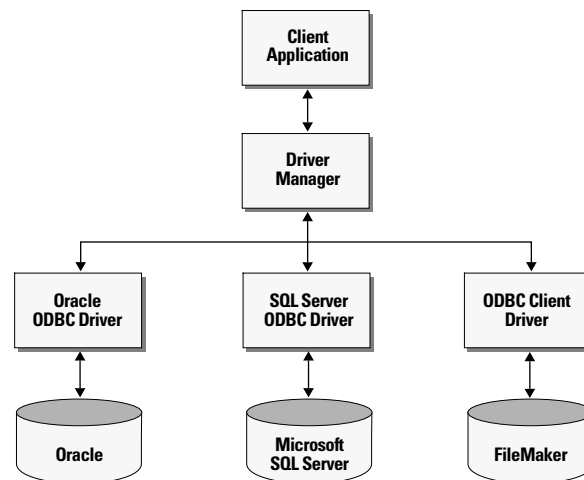 Client
Application
Driver
Manager
Oracle
ODBC Driver
SQL Server
ODBC Driver
ODBC Client
Driver
Oracle
Microsoft
SQL Server
FileMaker